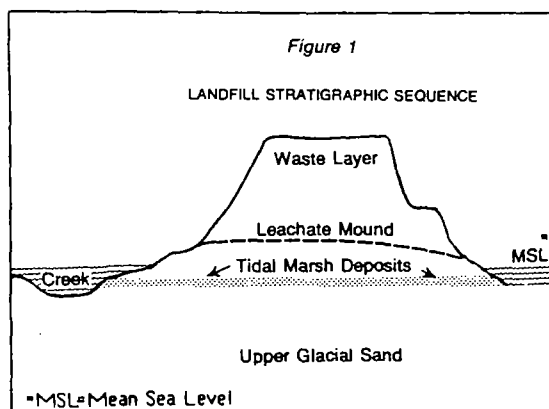 Figure 1
LANDFILL STRATIGRAPHIC SEQUENCE
Waste Layer
Leachate Mound
*
MSL
Tidal Marsh Deposits
Creek
Upper Glacial Sand
*MSL=Mean Sea Level